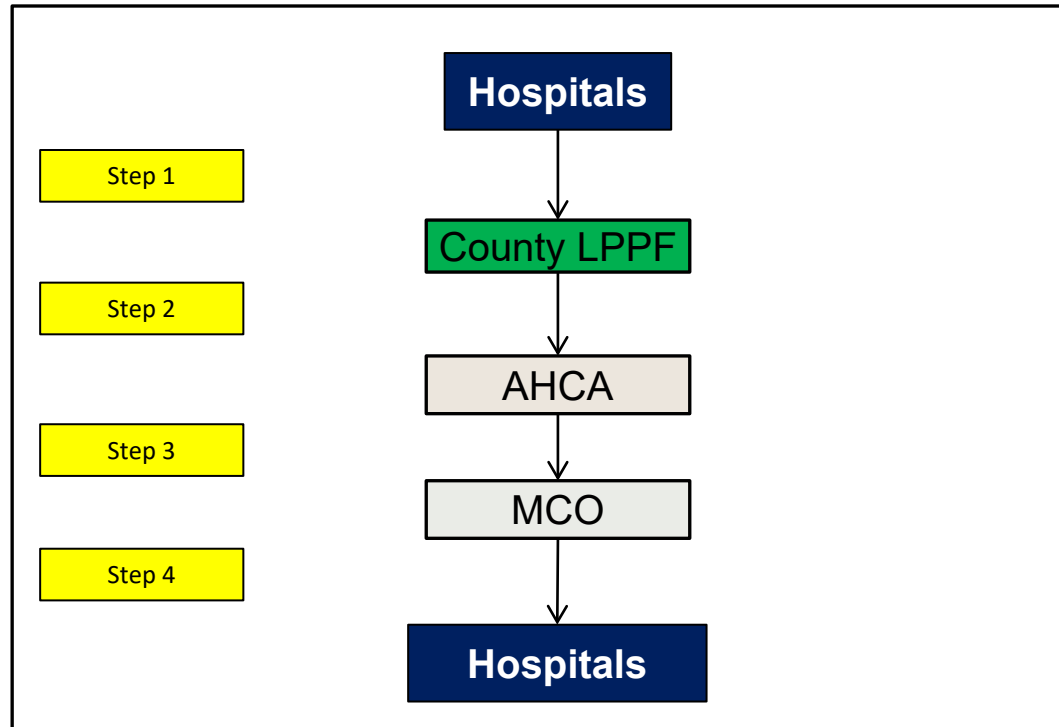 Hospitals
Step 1
County LPPF
Step 2
AHCA
Step 3
MCO
Step 4
Hospitals